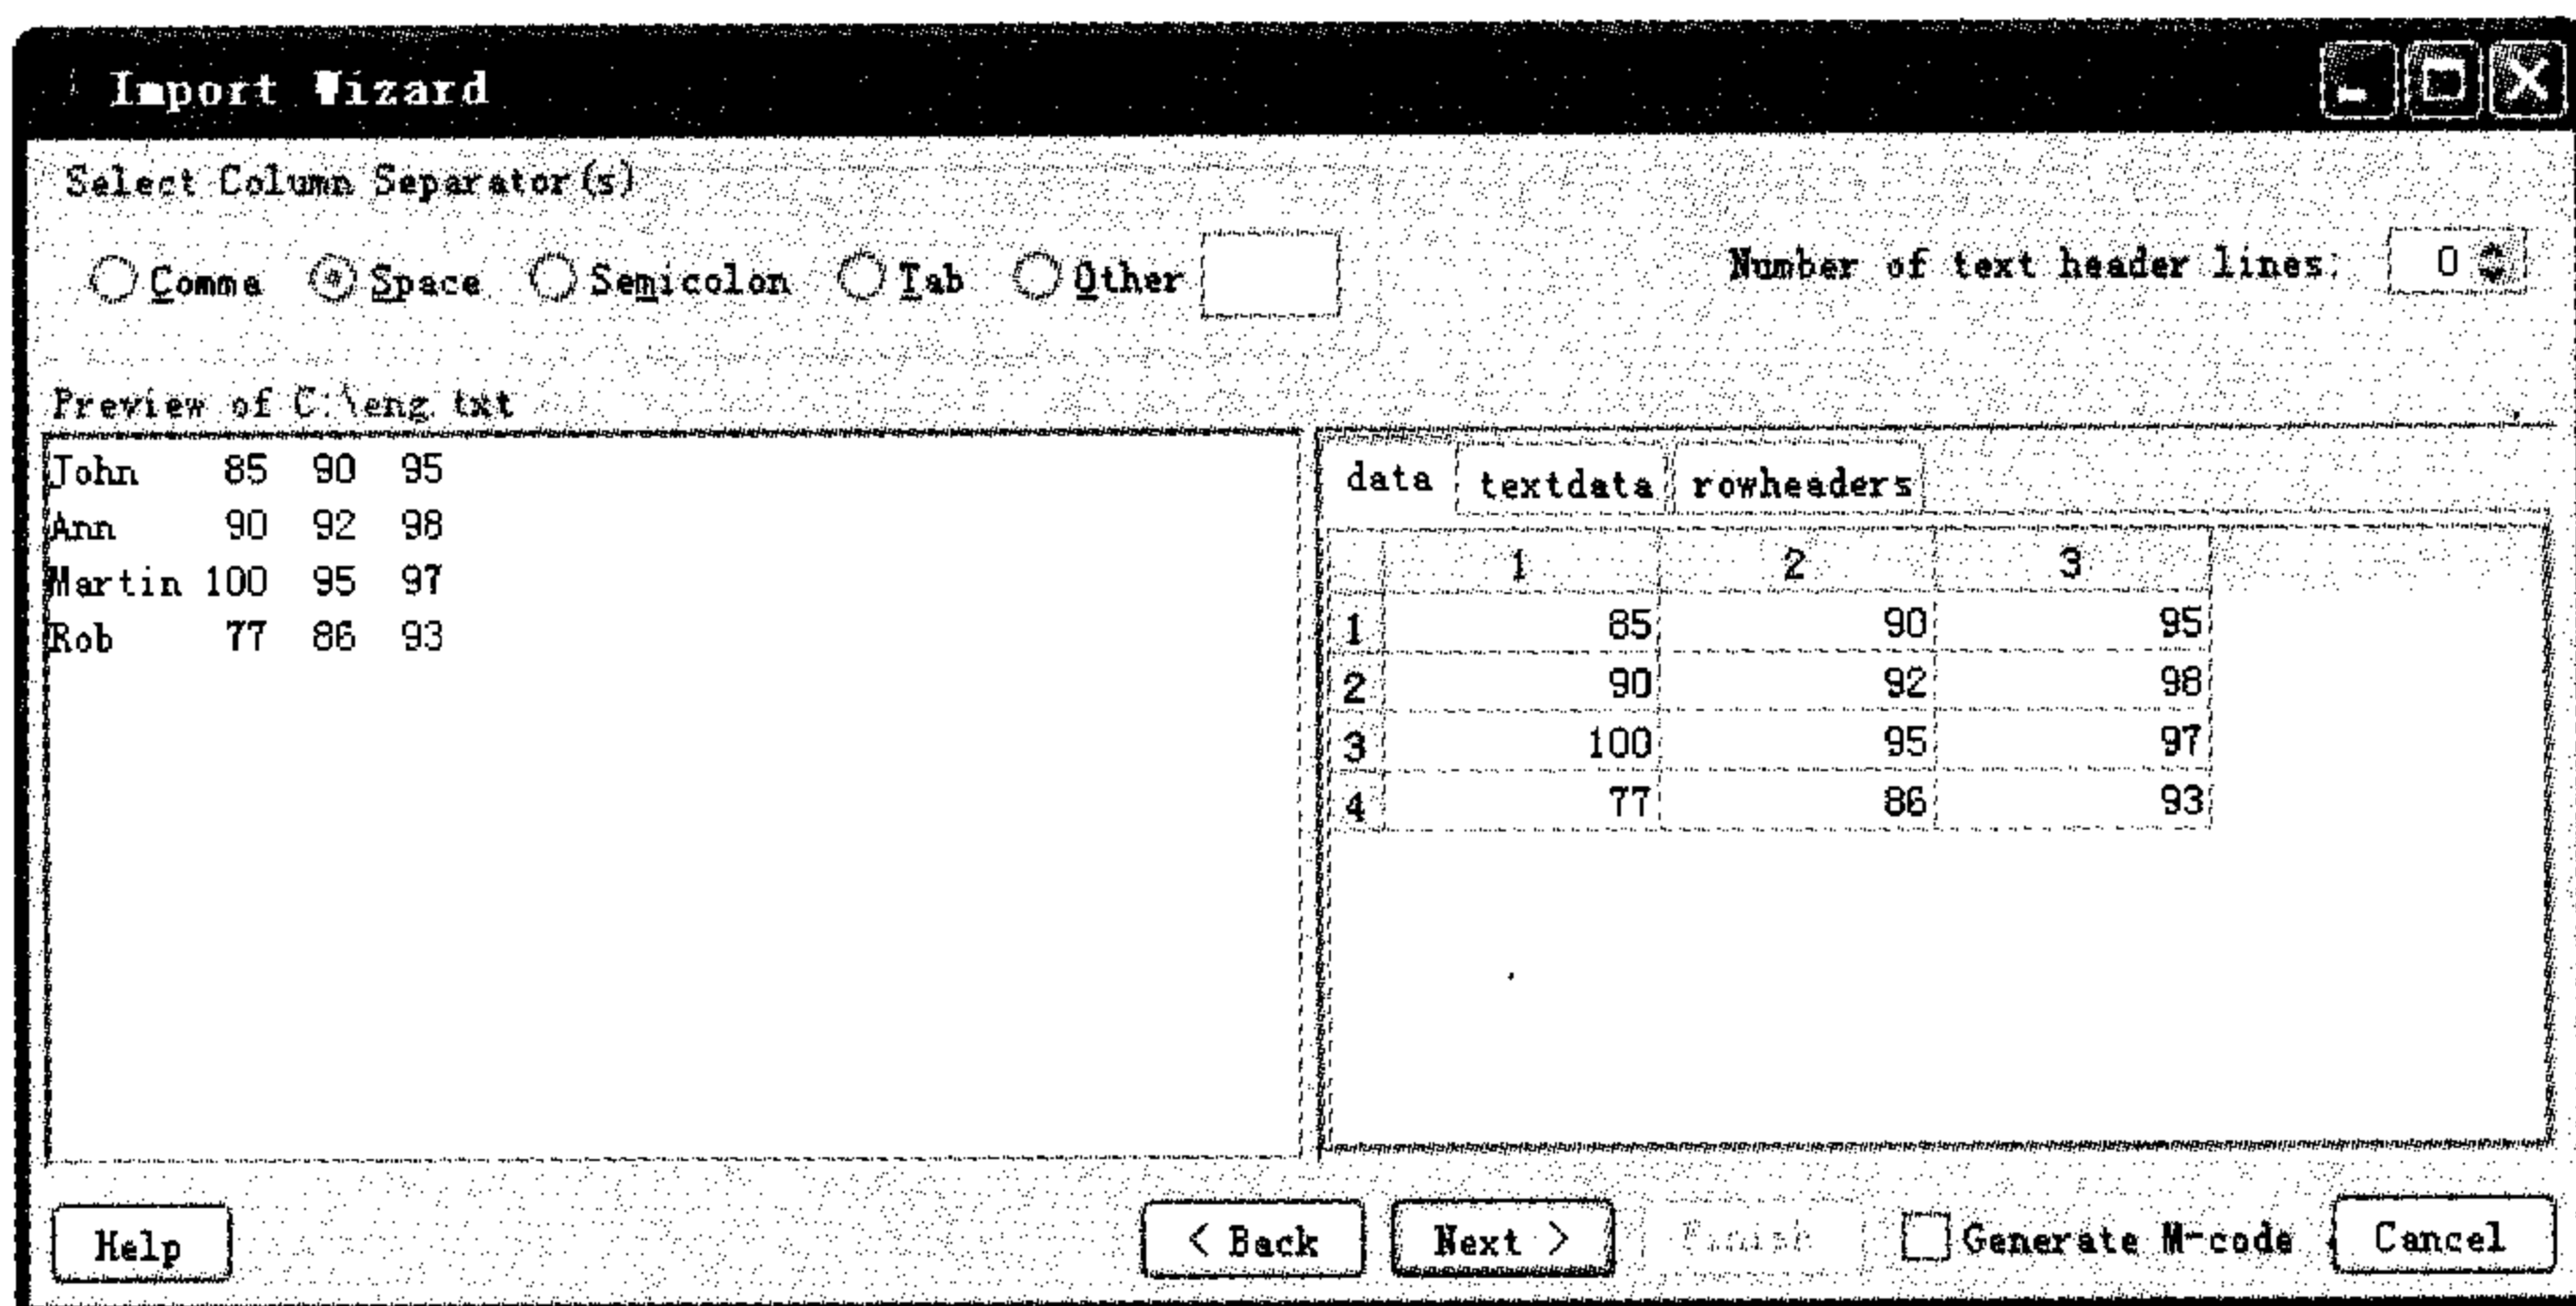 Import Wizard
Select Column Separator(s)
Comma Space Semicolon Tab Other
Number of text header lines: 0
Preview of C:\eng.txt
John 85 90 95
Ann 90 92 98
Martin 100 95 97
Rob 77 86 93
data textdata rowheaders
1 2 3
1 85 90 95
2 90 92 98
3 100 95 97
4 77 86 93
Help < Back Next > Finish Generate M-code Cancel